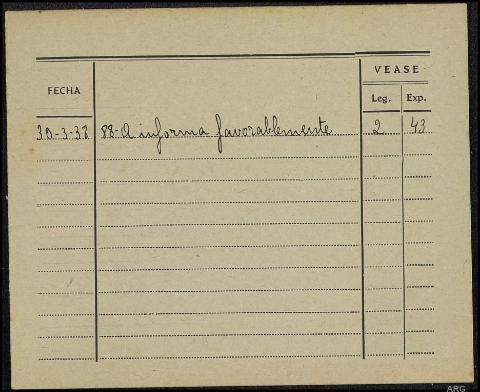 VEASE
FECHA
Leg. Exp.
30-3-38 88-A informa favorablemente 2 43
ARG